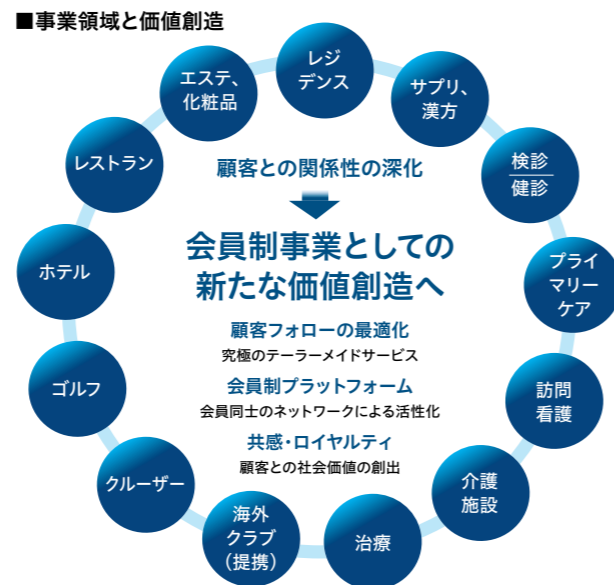 ■事業領域と価値創造
レジ
デンス
サプリ、
漢方
検診
健診
プライ
マリー
ケア
訪問
看護
介護
施設
治療
海外
クラブ
（提携）
クルーザー
ゴルフ
ホテル
レストラン
エステ、
化粧品
顧客との関係性の深化
会員制事業としての
新たな価値創造へ
顧客フォローの最適化
究極のテーラーメイドサービス
会員制プラットフォーム
会員同士のネットワークによる活性化
共感・ロイヤルティ
顧客との社会価値の創出